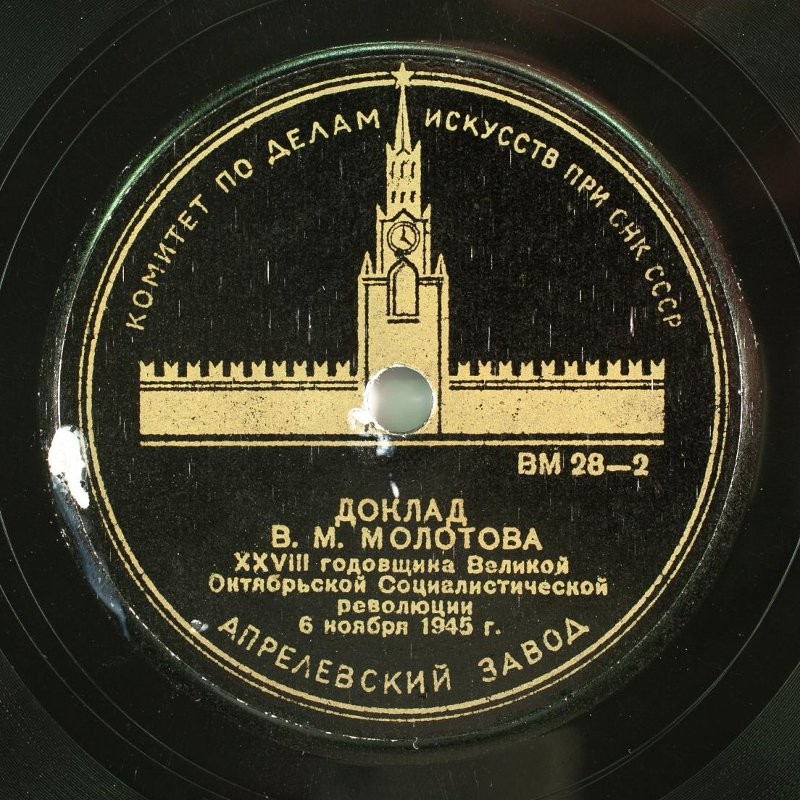 КОМИТЕТ ПО ДЕЛАМ ИСКУССТВ ПРИ СНК СССР
ВМ 28–2
ДОКЛАД
В. М. МОЛОТОВА
XXVIII годовщина Великой
Октябрьской Социалистической
революции
6 ноября 1945 г.
АПРЕЛЕВСКИЙ ЗАВОД